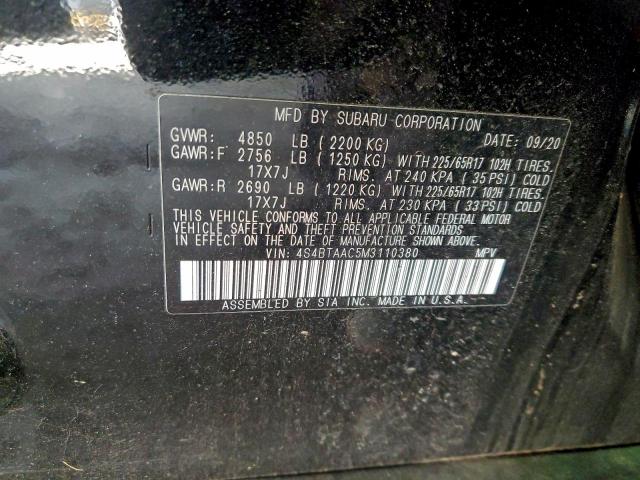 MFD BY SUBARU CORPORATION
GVWR: 4850 LB ( 2200 KG) DATE: 09/20
GAWR:F 2756 LB ( 1250 KG) WITH 225/65R17 102H TIRES.
17X7J RIMS. AT 240 KPA ( 35 PSI) COLD
GAWR:R 2690 LB ( 1220 KG) WITH 225/65R17 102H TIRES.
17X7J RIMS. AT 230 KPA ( 33 PSI) COLD
THIS VEHICLE CONFORMS TO ALL APPLICABLE FEDERAL MOTOR
VEHICLE SAFETY AND THEFT PREVENTION STANDARDS
IN EFFECT ON THE DATE OF MANUFACTURE SHOWN ABOVE.
VIN: 4S4BTAAC5M3110380 MPV
ASSEMBLED BY SIA INC. MADE IN U.S.A.